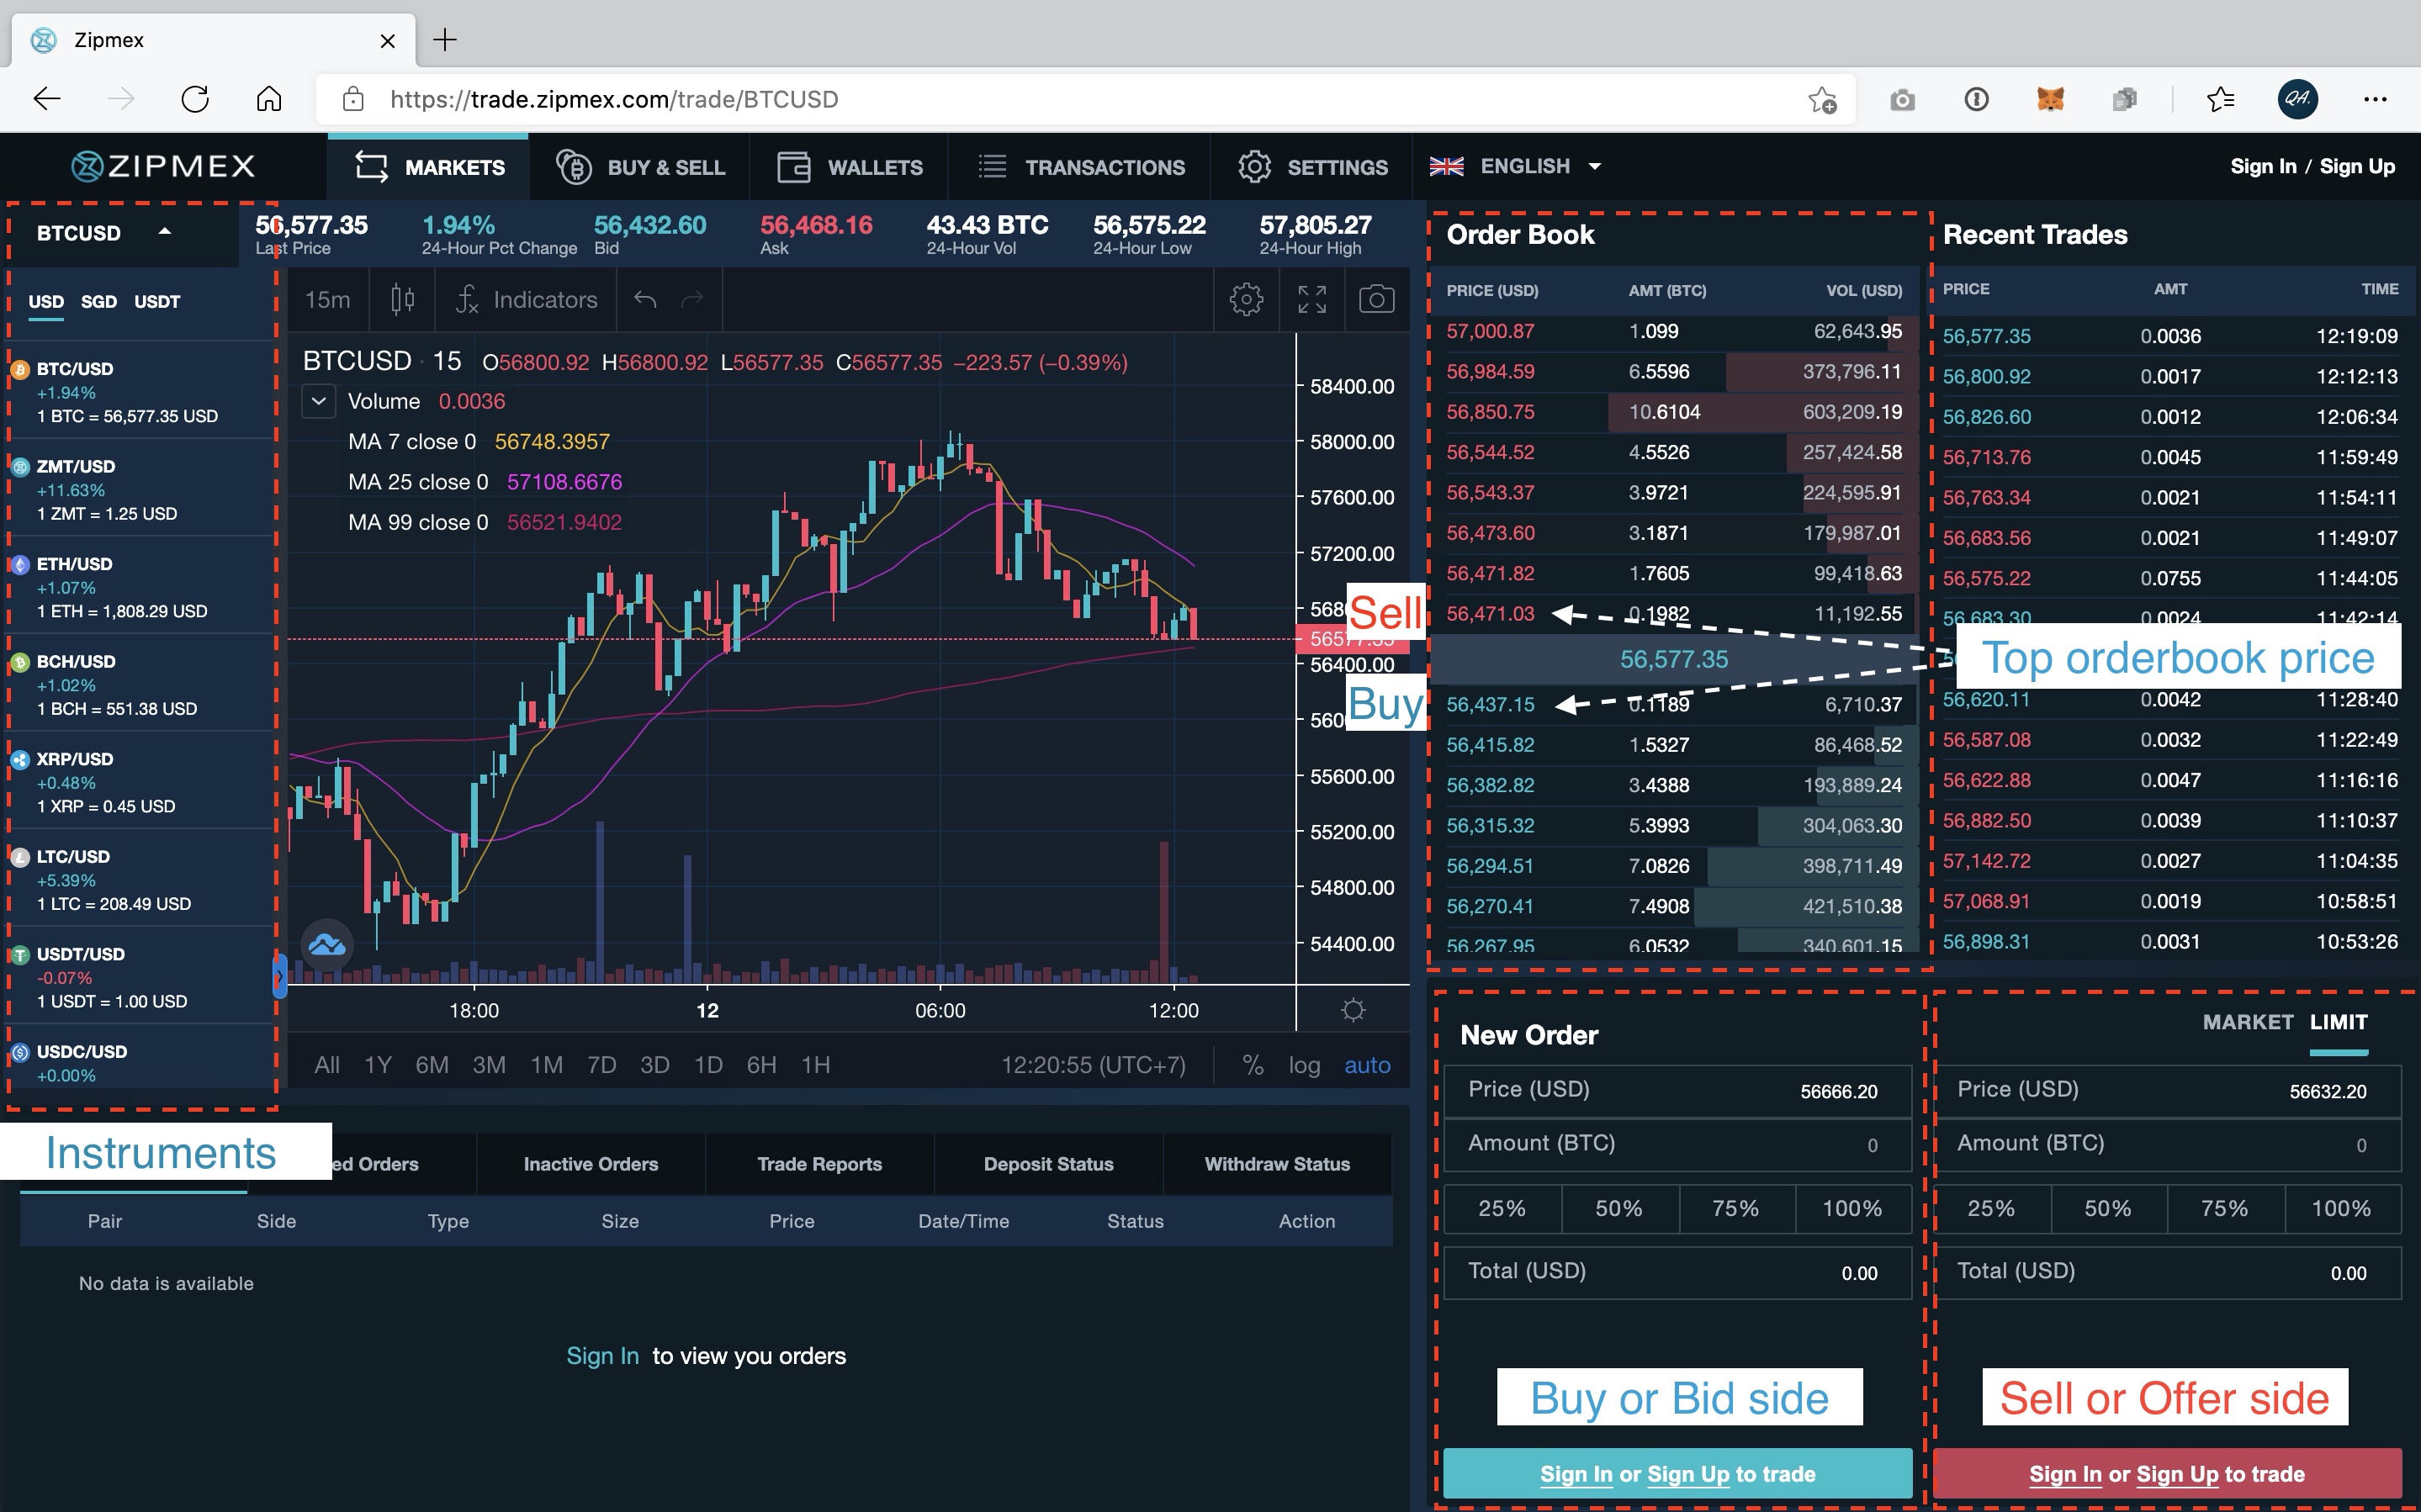 Zipmex
https://trade.zipmex.com/trade/BTCUSD
QA.
ZIPMEX
MARKETS
BUY & SELL
WALLETS
TRANSACTIONS
SETTINGS
ENGLISH
Sign In / Sign Up
BTCUSD
56,577.35
Last Price
1.94%
24-Hour Pct Change
56,432.60
Bid
56,468.16
Ask
43.43 BTC
24-Hour Vol
56,575.22
24-Hour Low
57,805.27
24-Hour High
USD SGD USDT
BTC/USD
+1.94%
1 BTC = 56,577.35 USD
ZMT/USD
+11.63%
1 ZMT = 1.25 USD
ETH/USD
+1.07%
1 ETH = 1,808.29 USD
BCH/USD
+1.02%
1 BCH = 551.38 USD
XRP/USD
+0.48%
1 XRP = 0.45 USD
LTC/USD
+5.39%
1 LTC = 208.49 USD
USDT/USD
-0.07%
1 USDT = 1.00 USD
USDC/USD
+0.00%
Instruments
15m
Indicators
BTCUSD · 15 O56800.92 H56800.92 L56577.35 C56577.35 −223.57 (−0.39%)
Volume 0.0036
MA 7 close 0 56748.3957
MA 25 close 0 57108.6676
MA 99 close 0 56521.9402
58400.00
58000.00
57600.00
57200.00
568
56577.35
56400.00
560
55600.00
55200.00
54800.00
54400.00
Sell
Buy
18:00 12 06:00 12:00
All 1Y 6M 3M 1M 7D 3D 1D 6H 1H
12:20:55 (UTC+7) % log auto
Order Book
PRICE (USD) AMT (BTC) VOL (USD)
57,000.87 1.099 62,643.95
56,984.59 6.5596 373,796.11
56,850.75 10.6104 603,209.19
56,544.52 4.5526 257,424.58
56,543.37 3.9721 224,595.91
56,473.60 3.1871 179,987.01
56,471.82 1.7605 99,418.63
56,471.03 0.1982 11,192.55
56,577.35
56,437.15 0.1189 6,710.37
56,415.82 1.5327 86,468.52
56,382.82 3.4388 193,889.24
56,315.32 5.3993 304,063.30
56,294.51 7.0826 398,711.49
56,270.41 7.4908 421,510.38
56,267.95 6.0532 340,601.15
Recent Trades
PRICE AMT TIME
56,577.35 0.0036 12:19:09
56,800.92 0.0017 12:12:13
56,826.60 0.0012 12:06:34
56,713.76 0.0045 11:59:49
56,763.34 0.0021 11:54:11
56,683.56 0.0021 11:49:07
56,575.22 0.0755 11:44:05
56,683.30 0.0024 11:42:14
Top orderbook price
56,620.11 0.0042 11:28:40
56,587.08 0.0032 11:22:49
56,622.88 0.0047 11:16:16
56,882.50 0.0039 11:10:37
57,142.72 0.0027 11:04:35
57,068.91 0.0019 10:58:51
56,898.31 0.0031 10:53:26
ed Orders
Inactive Orders
Trade Reports
Deposit Status
Withdraw Status
Pair Side Type Size Price Date/Time Status Action
No data is available
Sign In to view you orders
New Order
MARKET LIMIT
Price (USD) 56666.20
Amount (BTC) 0
25% 50% 75% 100%
Total (USD) 0.00
Buy or Bid side
Sign In or Sign Up to trade
Price (USD) 56632.20
Amount (BTC) 0
25% 50% 75% 100%
Total (USD) 0.00
Sell or Offer side
Sign In or Sign Up to trade